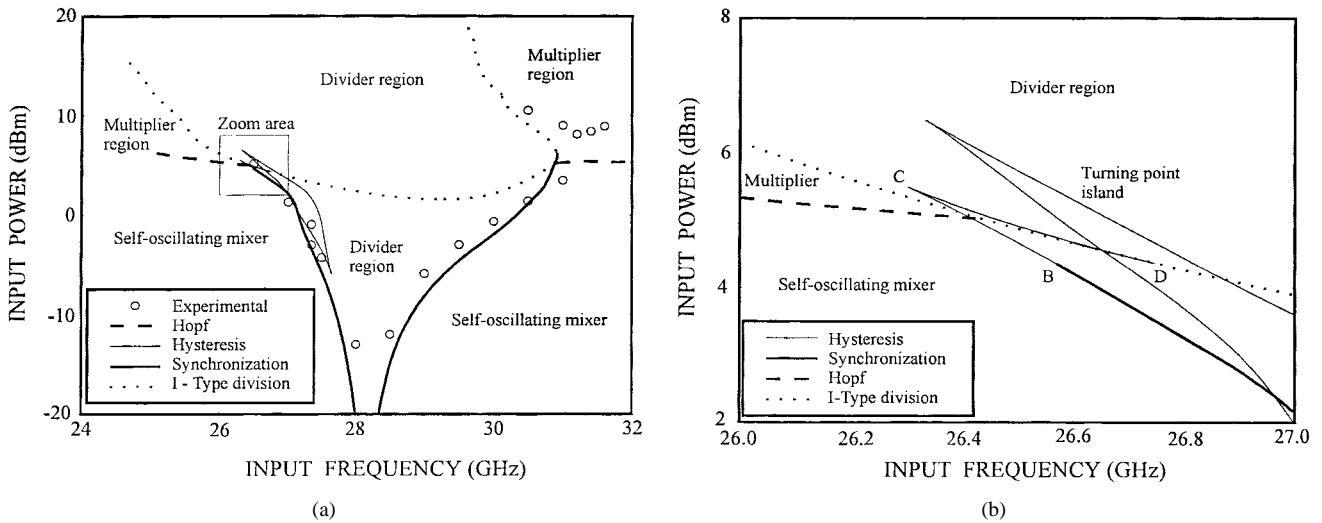 20
10
0
-10
-20
INPUT POWER (dBm)
Multiplier
region
Divider region
Zoom area
Multiplier
region
Self-oscillating mixer
Divider
region
Self-oscillating mixer
Experimental
Hopf
Hysteresis
Synchronization
I - Type division
24 26 28 30 32
INPUT FREQUENCY (GHz)
(a)
8
6
4
2
INPUT POWER (dBm)
Divider region
C
Multiplier
Turning point
island
B
D
Self-oscillating mixer
Hysteresis
Synchronization
Hopf
I-Type division
26.0 26.2 26.4 26.6 26.8 27.0
INPUT FREQUENCY (GHz)
(b)